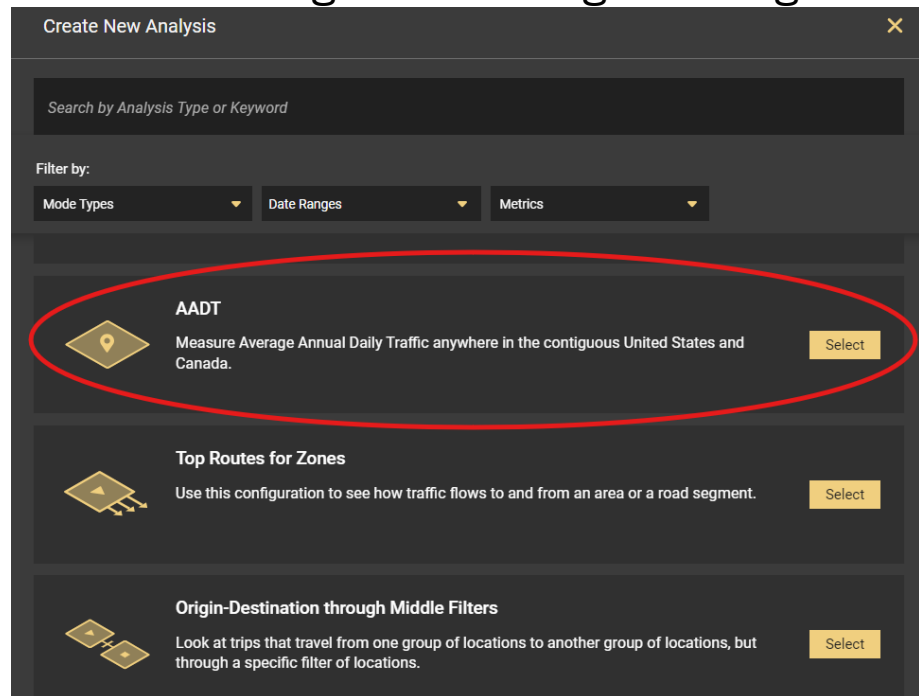 Create New Analysis
Search by Analysis Type or Keyword
Filter by:
Mode Types
Date Ranges
Metrics
AADT
Measure Average Annual Daily Traffic anywhere in the contiguous United States and
Canada.
Select
Top Routes for Zones
Use this configuration to see how traffic flows to and from an area or a road segment.
Select
Origin-Destination through Middle Filters
Look at trips that travel from one group of locations to another group of locations, but
through a specific filter of locations.
Select